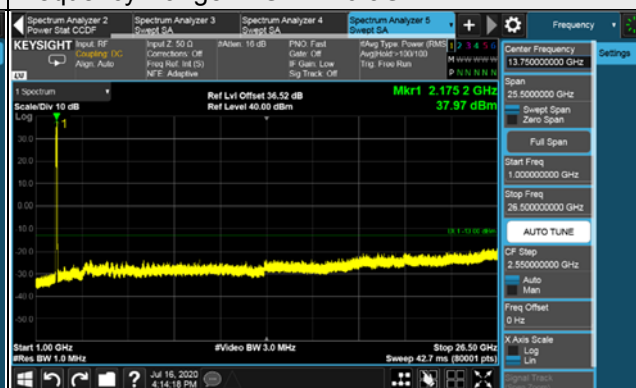 Spectrum Analyzer 2
Power Stat CCDF
Spectrum Analyzer 3
Swept SA
Spectrum Analyzer 4
Swept SA
Spectrum Analyzer 5
Swept SA
Frequency
KEYSIGHT
Input: RF
Coupling: DC
Align: Auto
Input Z: 50 Ω
Corrections: Off
Freq Ref: Int (S)
NFE: Adaptive
#Atten: 16 dB
PNO: Fast
Gate: Off
IF Gain: Low
Sig Track: Off
#Avg Type: Power (RMS)
Avg|Hold:>100/100
Trig: Free Run
1 2 3 4 5 6
M W W W W W
P N N N N N
LXI
1 Spectrum
Scale/Div 10 dB
Log
Ref Lvl Offset 36.52 dB
Ref Level 40.00 dBm
Mkr1 2.175 2 GHz
37.97 dBm
1
30.0
20.0
10.0
0.00
-10.0
-20.0
-30.0
-40.0
-50.0
DL1 -13.00 dBm
Start 1.00 GHz
#Res BW 1.0 MHz
#Video BW 3.0 MHz
Stop 26.50 GHz
Sweep 42.7 ms (80001 pts)
Jul 16, 2020
4:14:18 PM
Center Frequency
13.750000000 GHz
Settings
Span
25.5000000 GHz
Swept Span
Zero Span
Full Span
Start Freq
1.000000000 GHz
Stop Freq
26.500000000 GHz
AUTO TUNE
CF Step
2.550000000 GHz
Auto
Man
Freq Offset
0 Hz
X Axis Scale
Log
Lin
Signal Track